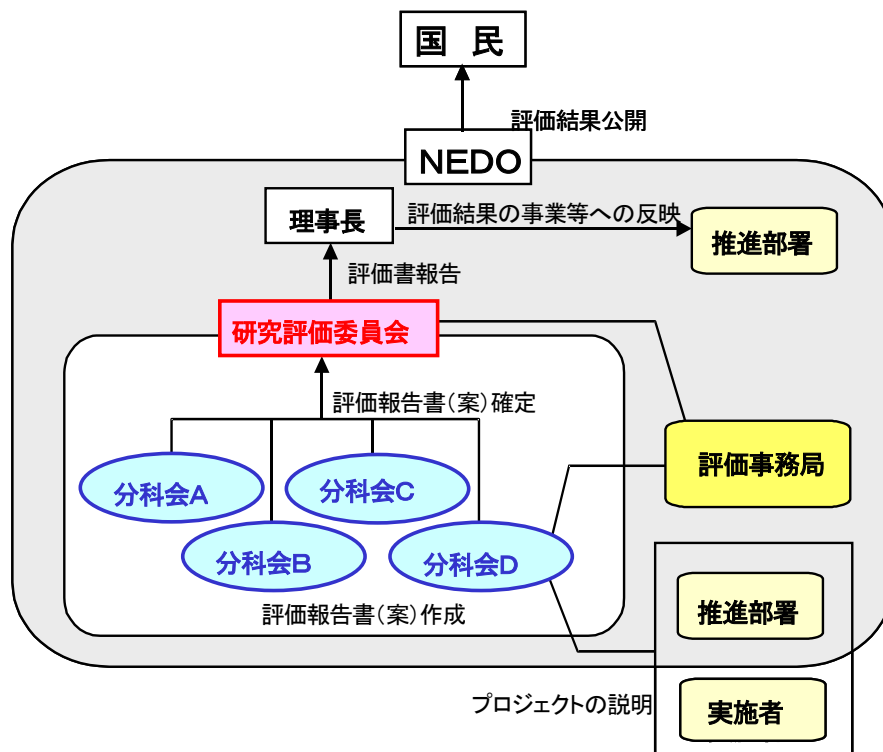 国 民
評価結果公開
NEDO
理事長
評価結果の事業等への反映
推進部署
評価書報告
研究評価委員会
評価報告書(案)確定
評価事務局
分科会A
分科会C
分科会B
分科会D
評価報告書(案)作成
推進部署
プロジェクトの説明
実施者